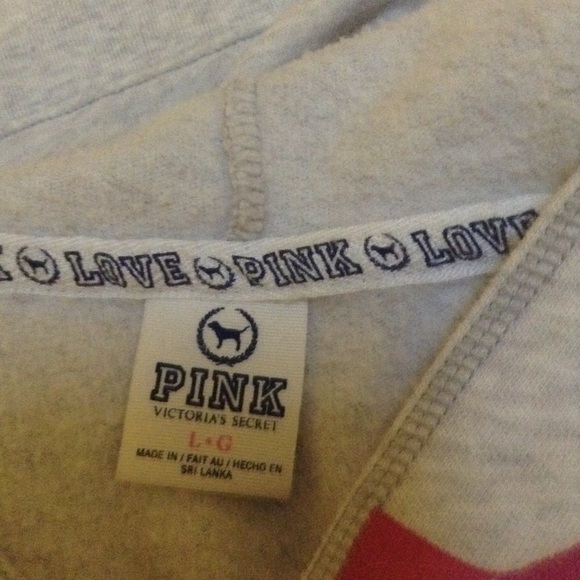 K LOVE PINK LOVE
PINK
VICTORIA'S SECRET
L * G
MADE IN / FAIT AU / HECHO EN
SRI LANKA